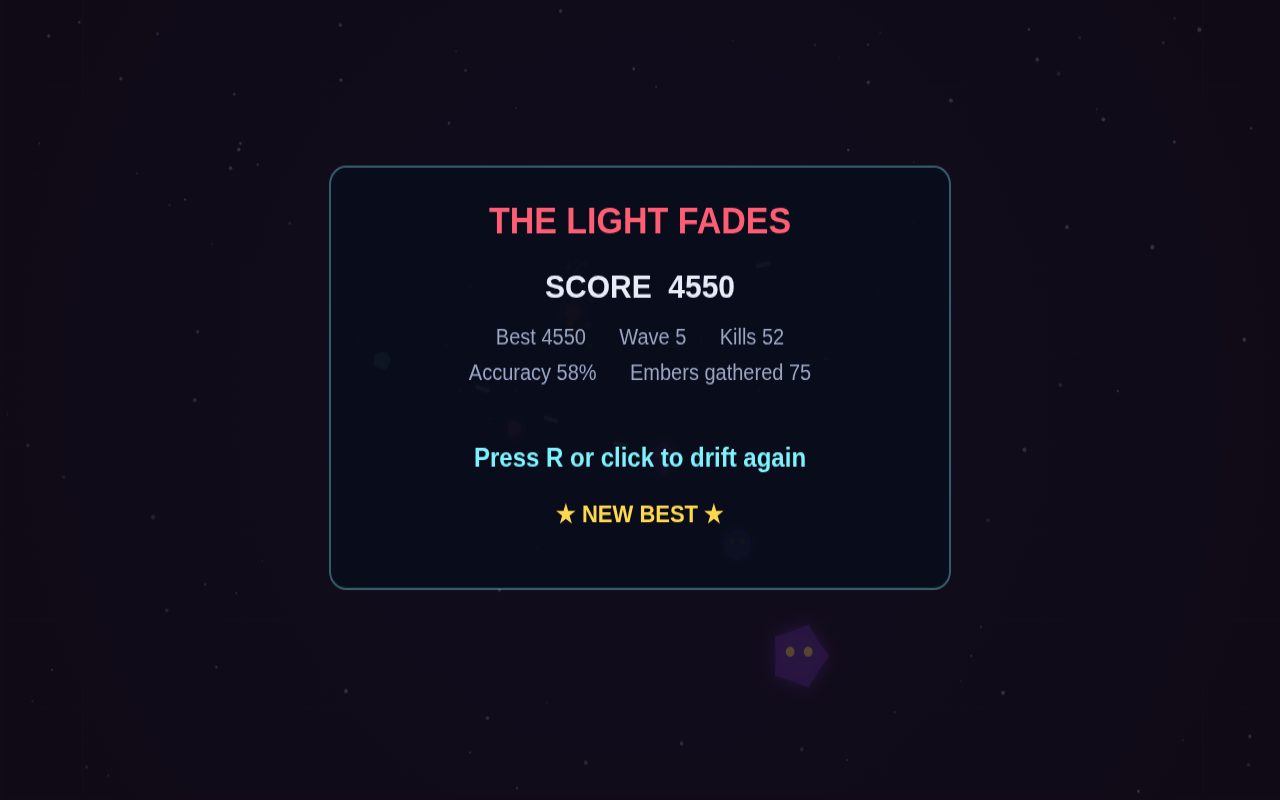 THE LIGHT FADES
SCORE 4550
Best 4550 Wave 5 Kills 52
Accuracy 58% Embers gathered 75
Press R or click to drift again
★ NEW BEST ★